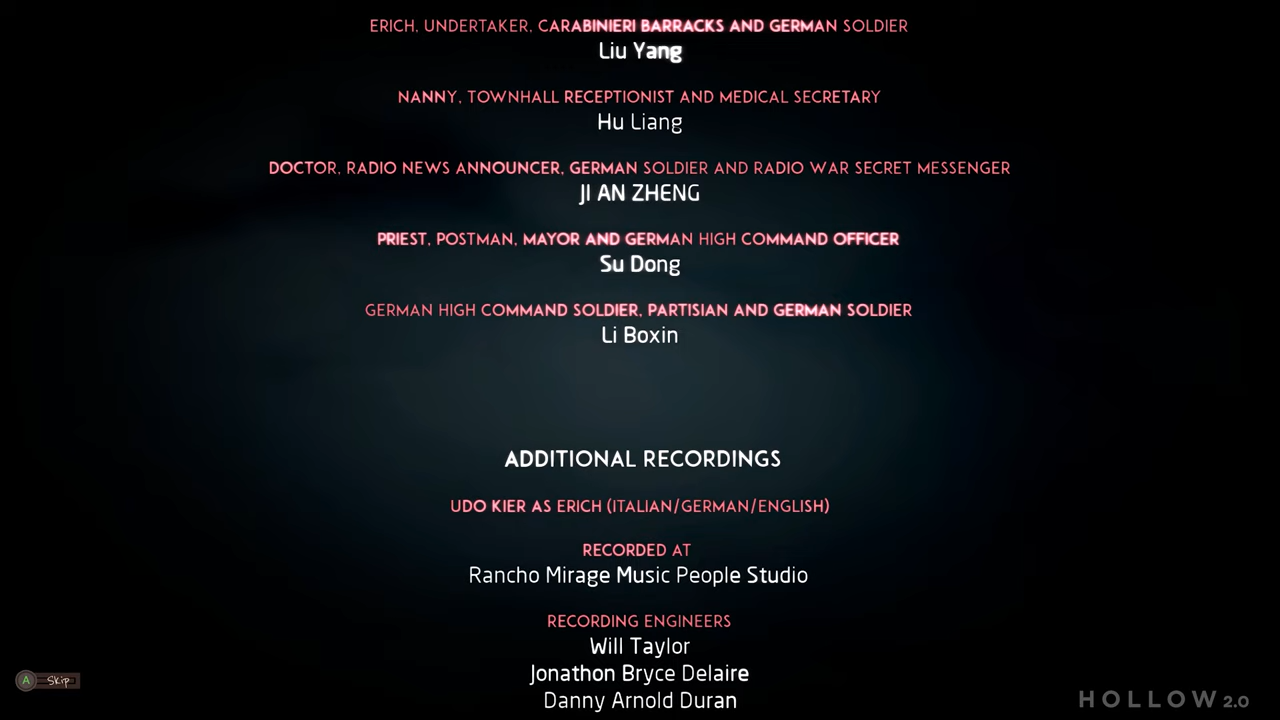 ERICH, UNDERTAKER, CARABINIERI BARRACKS AND GERMAN SOLDIER
Liu Yang
NANNY, TOWNHALL RECEPTIONIST AND MEDICAL SECRETARY
Hu Liang
DOCTOR, RADIO NEWS ANNOUNCER, GERMAN SOLDIER AND RADIO WAR SECRET MESSENGER
JI AN ZHENG
PRIEST, POSTMAN, MAYOR AND GERMAN HIGH COMMAND OFFICER
Su Dong
GERMAN HIGH COMMAND SOLDIER, PARTISIAN AND GERMAN SOLDIER
Li Boxin
ADDITIONAL RECORDINGS
UDO KIER AS ERICH (ITALIAN/GERMAN/ENGLISH)
RECORDED AT
Rancho Mirage Music People Studio
RECORDING ENGINEERS
Will Taylor
Jonathon Bryce Delaire
Danny Arnold Duran
A Skip
HOLLOW 2.0